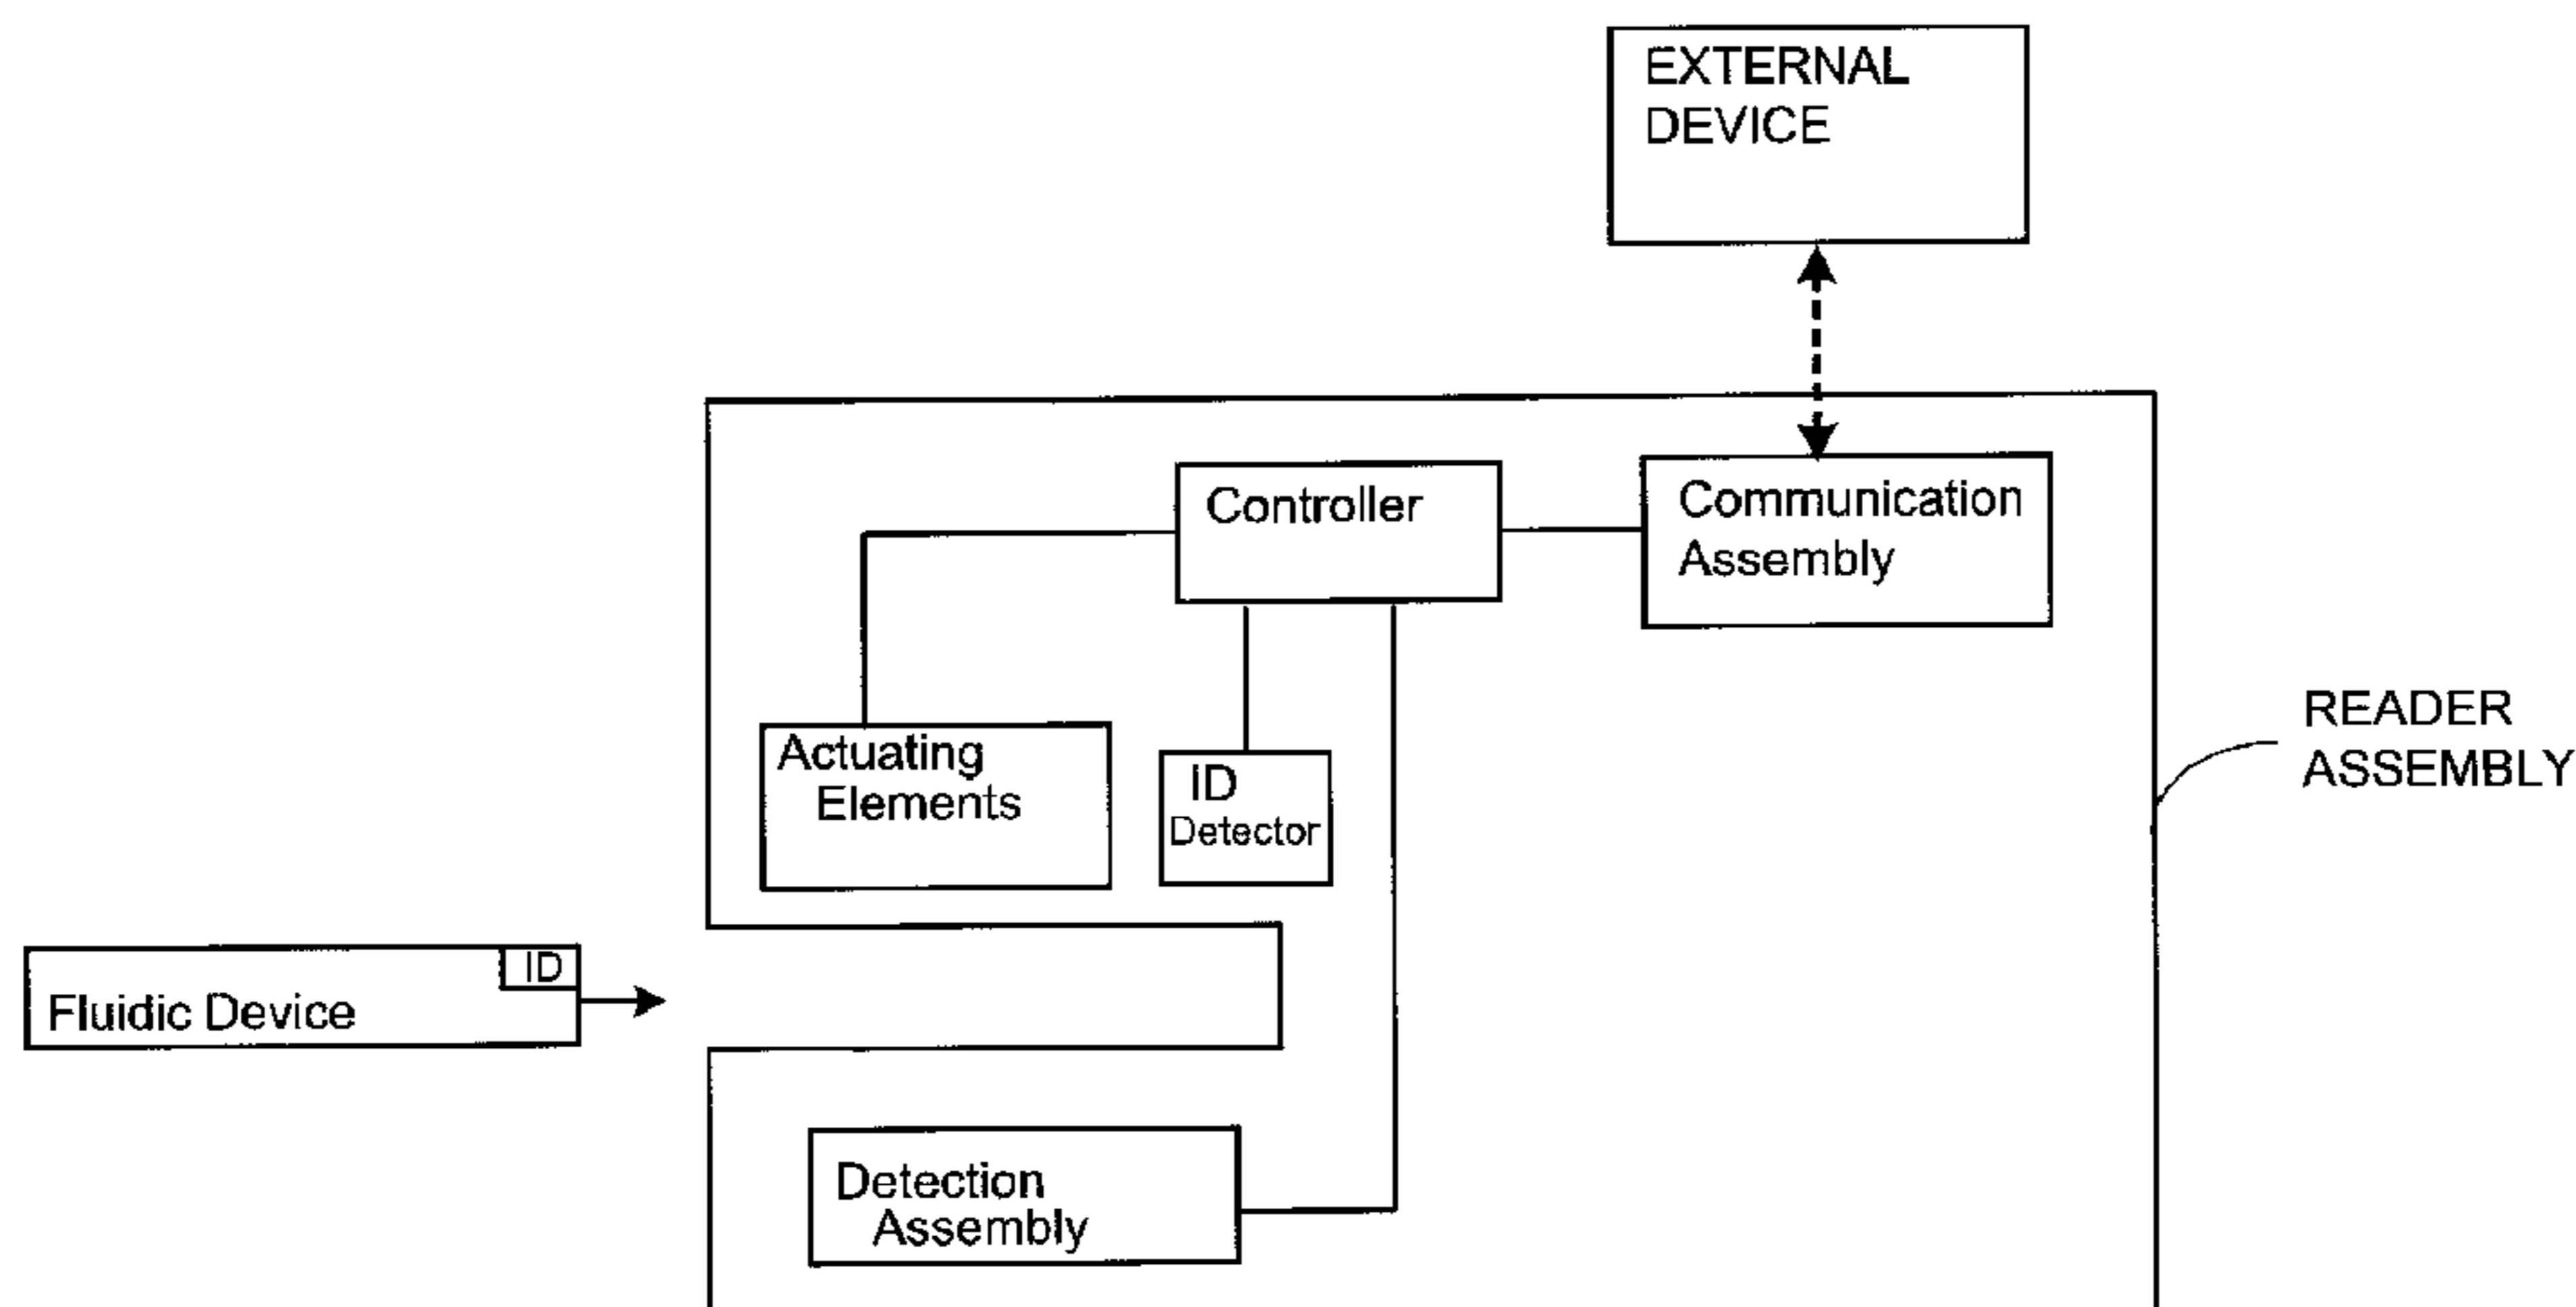 EXTERNAL
DEVICE
Controller
Communication
Assembly
READER
ASSEMBLY
Actuating
Elements
ID
Detector
ID
Fluidic Device
Detection
Assembly